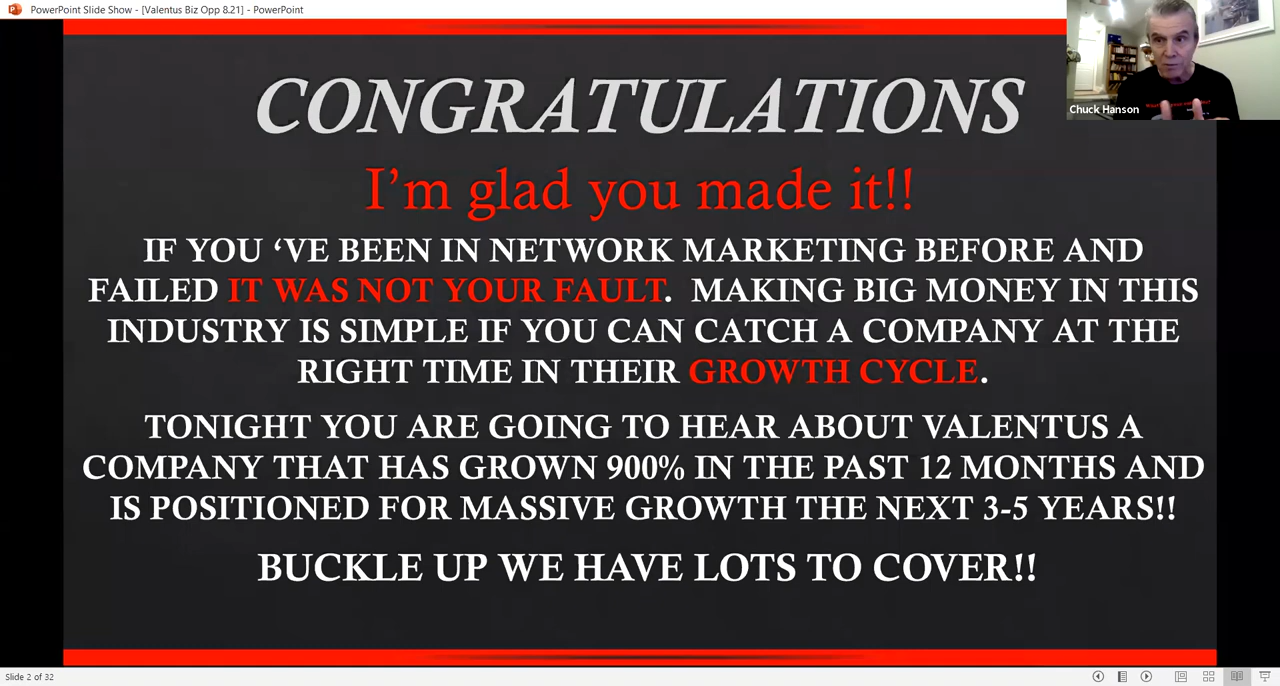 PowerPoint Slide Show - [Valentus Biz Opp 8.21] - PowerPoint
Chuck Hanson
CONGRATULATIONS
I'm glad you made it!!
IF YOU ‘VE BEEN IN NETWORK MARKETING BEFORE AND
FAILED IT WAS NOT YOUR FAULT. MAKING BIG MONEY IN THIS
INDUSTRY IS SIMPLE IF YOU CAN CATCH A COMPANY AT THE
RIGHT TIME IN THEIR GROWTH CYCLE.
TONIGHT YOU ARE GOING TO HEAR ABOUT VALENTUS A
COMPANY THAT HAS GROWN 900% IN THE PAST 12 MONTHS AND
IS POSITIONED FOR MASSIVE GROWTH THE NEXT 3-5 YEARS!!
BUCKLE UP WE HAVE LOTS TO COVER!!
Slide 2 of 32